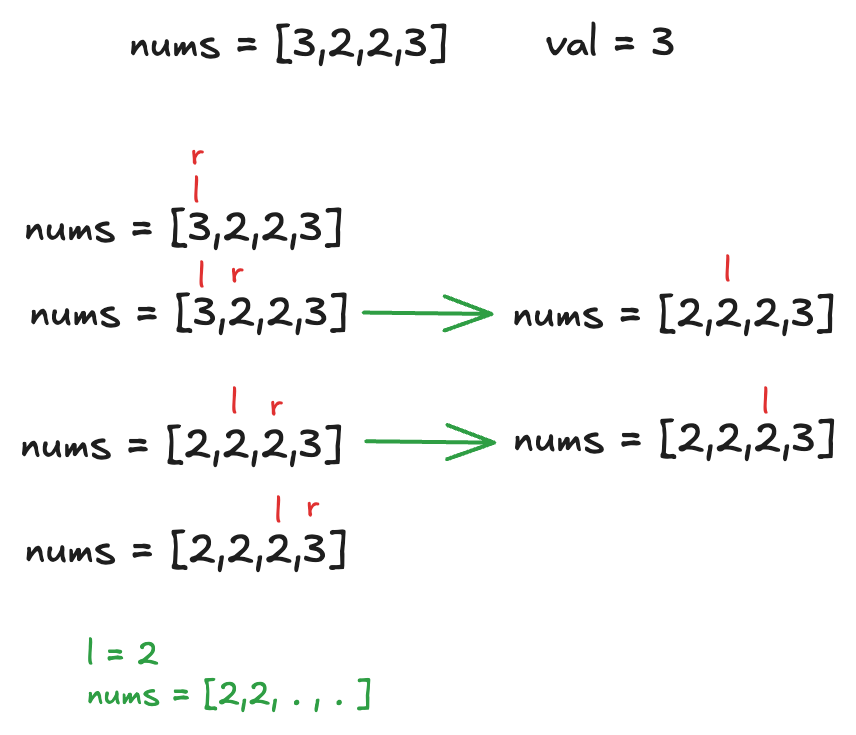 nums = [3,2,2,3] val = 3
r
l
nums = [3,2,2,3]
l r
nums = [3,2,2,3]
l
nums = [2,2,2,3]
l r
nums = [2,2,2,3]
l
nums = [2,2,2,3]
l r
nums = [2,2,2,3]
l = 2
nums = [2,2, . , . ]